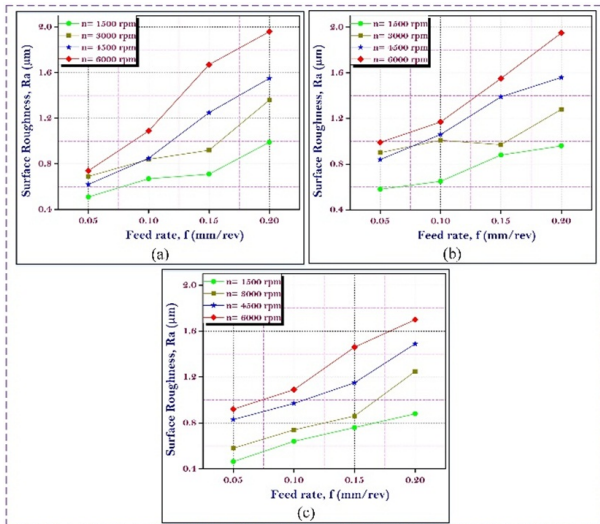 n= 1500 rpm
n= 3000 rpm
n= 4500 rpm
n= 6000 rpm
Surface Roughness, Ra (μm)
2.0
1.6
1.2
0.8
0.4
0.05
0.10
0.15
0.20
Feed rate, f (mm/rev)
(a)
n= 1500 rpm
n= 3000 rpm
n= 4500 rpm
n= 6000 rpm
Surface Roughness, Ra (μm)
2.0
1.6
1.2
0.8
0.4
0.05
0.10
0.15
0.20
Feed rate, f (mm/rev)
(b)
n= 1500 rpm
n= 3000 rpm
n= 4500 rpm
n= 6000 rpm
Surface Roughness, Ra (μm)
2.0
1.6
1.2
0.8
0.4
0.05
0.10
0.15
0.20
Feed rate, f (mm/rev)
(c)